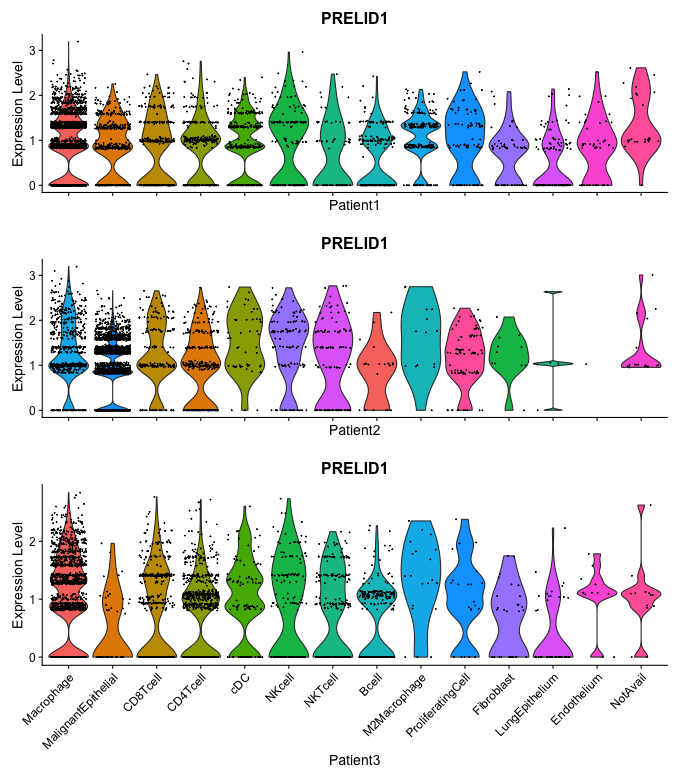 PRELID1
Expression Level
3
2
1
0
Patient1
PRELID1
Expression Level
3
2
1
0
Patient2
PRELID1
Expression Level
2
1
0
Macrophage
MalignantEpithelial
CD8Tcell
CD4Tcell
cDC
NKcell
NKTcell
Bcell
M2Macrophage
ProliferatingCell
Fibroblast
LungEpithelium
Endothelium
NotAvail
Patient3